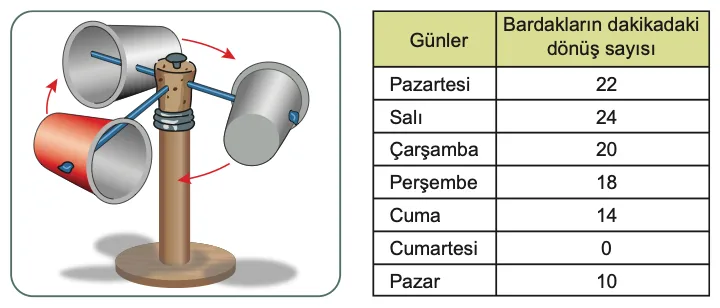 Günler
Bardakların dakikadaki
dönüş sayısı
Pazartesi 22
Salı 24
Çarşamba 20
Perşembe 18
Cuma 14
Cumartesi 0
Pazar 10